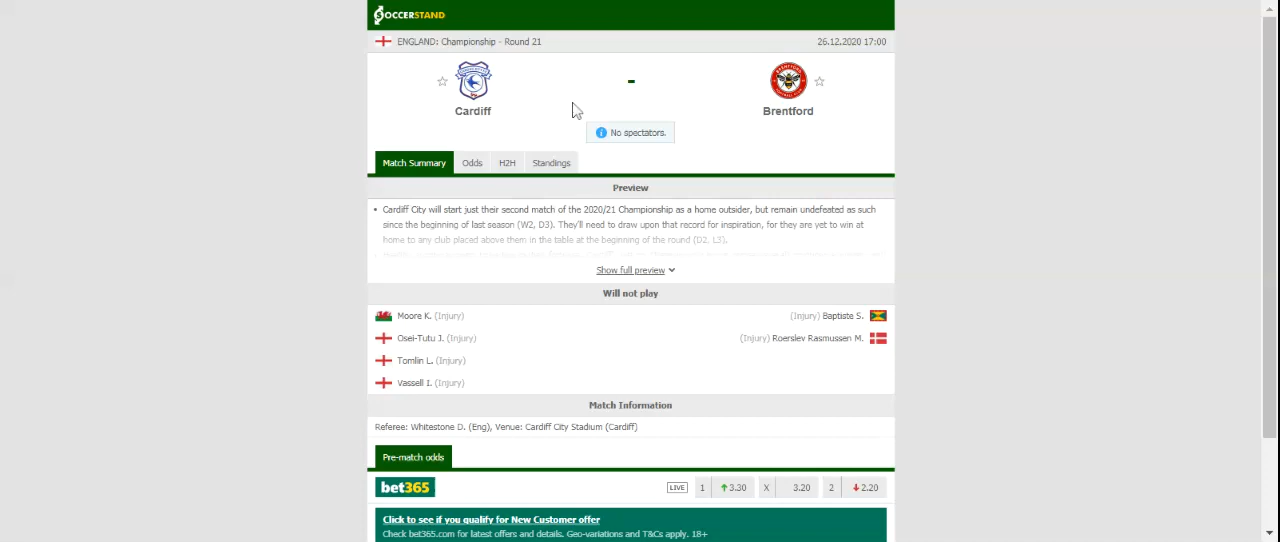 SOCCERSTAND
ENGLAND: Championship - Round 21 26.12.2020 17:00
-
Cardiff Brentford
No spectators.
Match Summary Odds H2H Standings
Preview
• Cardiff City will start just their second match of the 2020/21 Championship as a home outsider, but remain undefeated as such
since the beginning of last season (W2, D3). They'll need to draw upon that record for inspiration, for they are yet to win at
home to any club placed above them in the table at the beginning of the round (D2, L3).
Show full preview
Will not play
Moore K. (Injury) (Injury) Baptiste S.
Osei-Tutu J. (Injury) (Injury) Roerslev Rasmussen M.
Tomlin L. (Injury)
Vassell I. (Injury)
Match Information
Referee: Whitestone D. (Eng), Venue: Cardiff City Stadium (Cardiff)
Pre-match odds
bet365 LIVE 1 3.30 X 3.20 2 2.20
Click to see if you qualify for New Customer offer
Check bet365.com for latest offers and details. Geo-variations and T&Cs apply. 18+